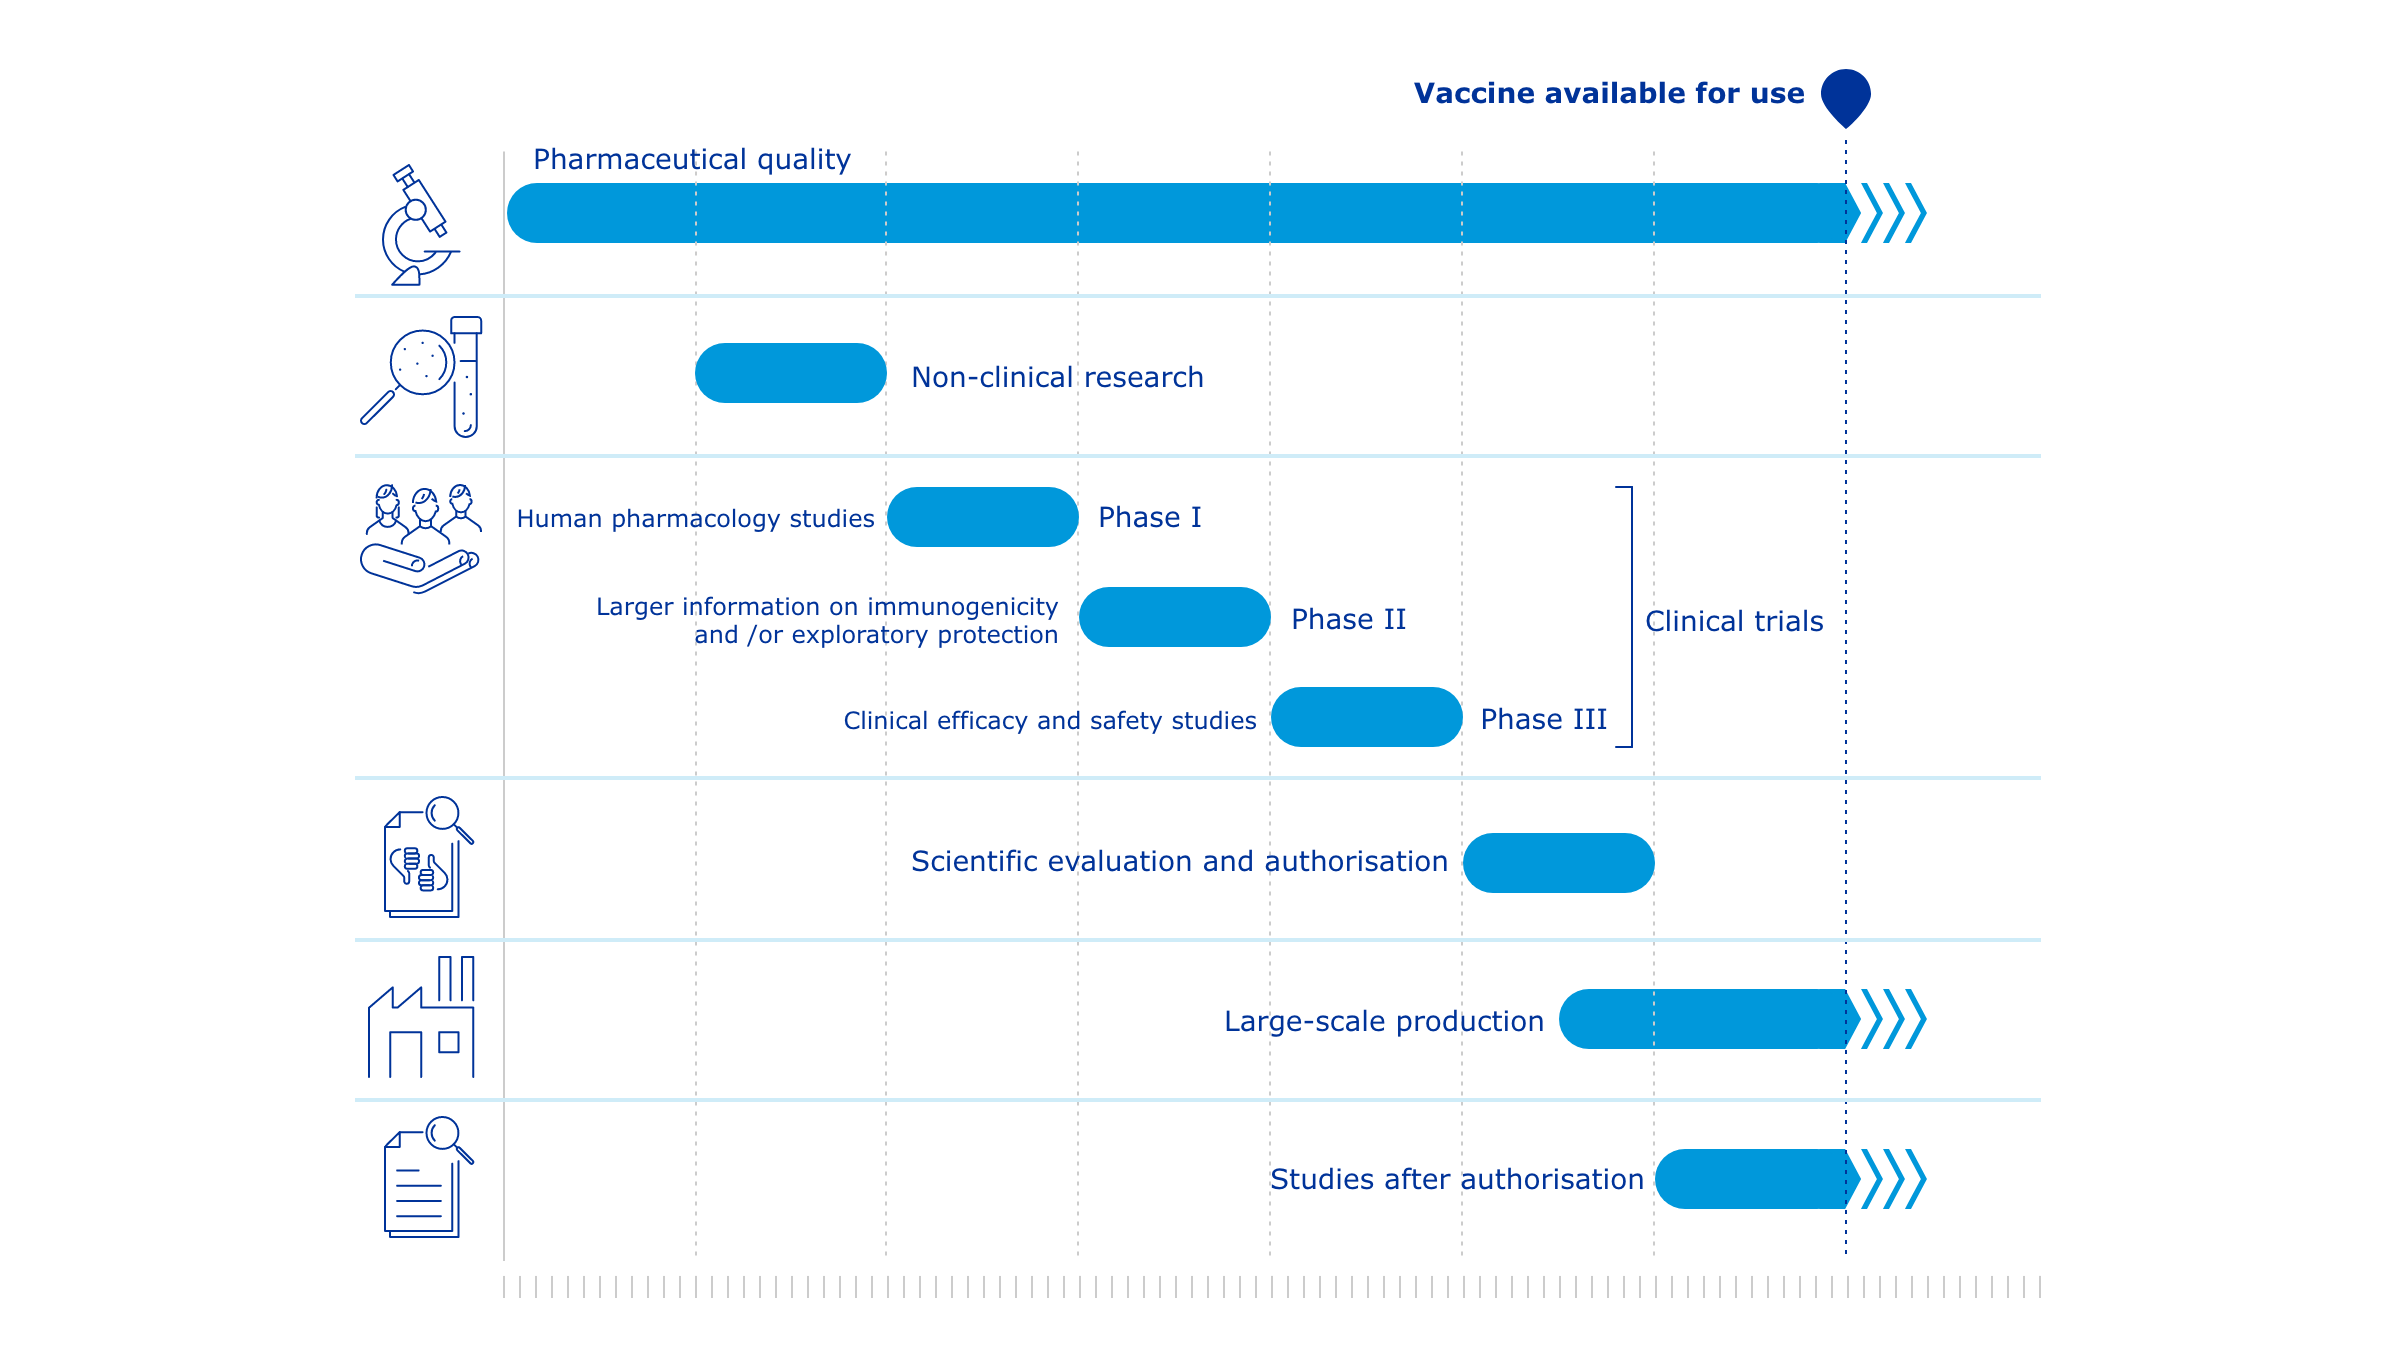 Vaccine available for use
Pharmaceutical quality
Non-clinical research
Human pharmacology studies
Phase I
Larger information on immunogenicity
and /or exploratory protection
Phase II
Clinical trials
Clinical efficacy and safety studies
Phase III
Scientific evaluation and authorisation
Large-scale production
Studies after authorisation